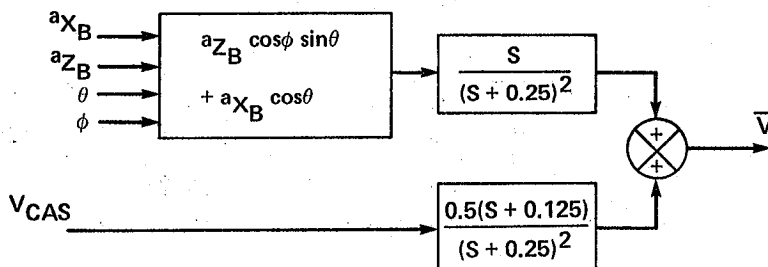 aXB
aZB
θ
ϕ
aZB cosϕ sinθ
+ aXB cosθ
S
(S + 0.25)2
+
+
V̅
VCAS
0.5(S + 0.125)
(S + 0.25)2